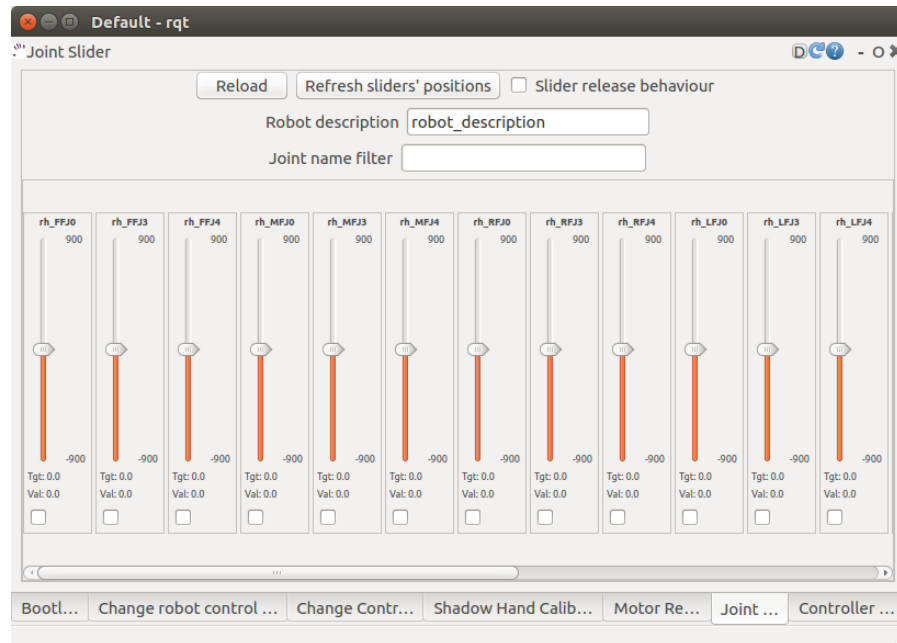 Default - rqt
Joint Slider
D ? - O
Reload Refresh sliders' positions Slider release behaviour
Robot description robot_description
Joint name filter
rh_FFJ0 rh_FFJ3 rh_FFJ4 rh_MFJ0 rh_MFJ3 rh_MFJ4 rh_RFJ0 rh_RFJ3 rh_RFJ4 rh_LFJ0 rh_LFJ3 rh_LFJ4
900 900 900 900 900 900 900 900 900 900 900 900
-900 -900 -900 -900 -900 -900 -900 -900 -900 -900 -900 -900
Tgt: 0.0 Tgt: 0.0 Tgt: 0.0 Tgt: 0.0 Tgt: 0.0 Tgt: 0.0 Tgt: 0.0 Tgt: 0.0 Tgt: 0.0 Tgt: 0.0 Tgt: 0.0 Tgt: 0.0
Val: 0.0 Val: 0.0 Val: 0.0 Val: 0.0 Val: 0.0 Val: 0.0 Val: 0.0 Val: 0.0 Val: 0.0 Val: 0.0 Val: 0.0 Val: 0.0
Bootl... Change robot control ... Change Contr... Shadow Hand Calib... Motor Re... Joint ... Controller ...